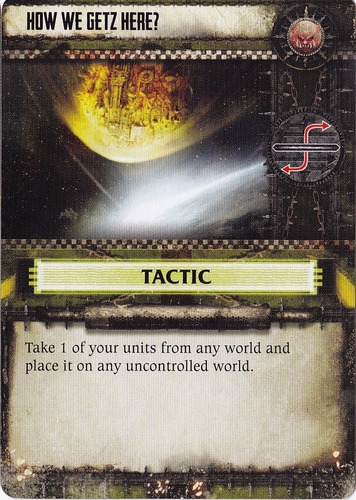 HOW WE GETZ HERE?
TACTIC
Take 1 of your units from any world and
place it on any uncontrolled world.